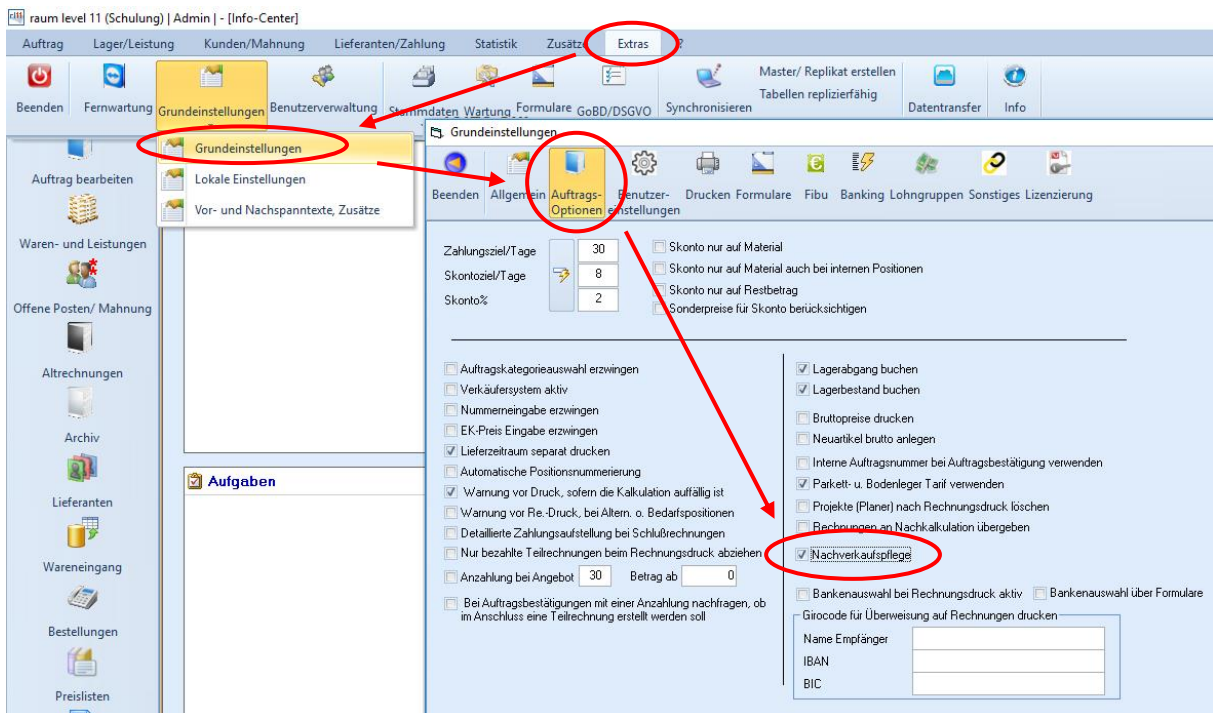 raum level 11 (Schulung) | Admin | - [Info-Center]
Auftrag Lager/Leistung Kunden/Mahnung Lieferanten/Zahlung Statistik Zusätze Extras ?
Beenden Fernwartung Grundeinstellungen Benutzerverwaltung Stammdaten Wartung Formulare GoBD/DSGVO Synchronisieren
Master/ Replikat erstellen
Tabellen replizierfähig
Datentransfer Info
Grundeinstellungen
Lokale Einstellungen
Vor- und Nachspanntexte, Zusätze
Auftrag bearbeiten
Waren- und Leistungen
Offene Posten/ Mahnung
Altrechnungen
Archiv
Lieferanten
Wareneingang
Bestellungen
Preislisten
Aufgaben
Grundeinstellungen
Beenden Allgemein Auftrags-Optionen Benutzer-einstellungen Drucken Formulare Fibu Banking Lohngruppen Sonstiges Lizenzierung
Zahlungsziel/Tage 30
Skontoziel/Tage 8
Skonto% 2
Skonto nur auf Material
Skonto nur auf Material auch bei internen Positionen
Skonto nur auf Restbetrag
Sonderpreise für Skonto berücksichtigen
Auftragskategorieauswahl erzwingen
Verkäufersystem aktiv
Nummerneingabe erzwingen
EK-Preis Eingabe erzwingen
Lieferzeitraum separat drucken
Automatische Positionsnummerierung
Warnung vor Druck, sofern die Kalkulation auffällig ist
Warnung vor Re.-Druck, bei Altern. o. Bedarfspositionen
Detaillierte Zahlungsaufstellung bei Schlußrechnungen
Nur bezahlte Teilrechnungen beim Rechnungsdruck abziehen
Anzahlung bei Angebot 30 Betrag ab 0
Bei Auftragsbestätigungen mit einer Anzahlung nachfragen, ob
im Anschluss eine Teilrechnung erstellt werden soll
Lagerabgang buchen
Lagerbestand buchen
Bruttopreise drucken
Neuartikel brutto anlegen
Interne Auftragsnummer bei Auftragsbestätigung verwenden
Parkett- u. Bodenleger Tarif verwenden
Projekte (Planer) nach Rechnungsdruck löschen
Rechnungen an Nachkalkulation übergeben
Nachverkaufspflege
Bankenauswahl bei Rechnungsdruck aktiv Bankenauswahl über Formulare
Girocode für Überweisung auf Rechnungen drucken
Name Empfänger
IBAN
BIC